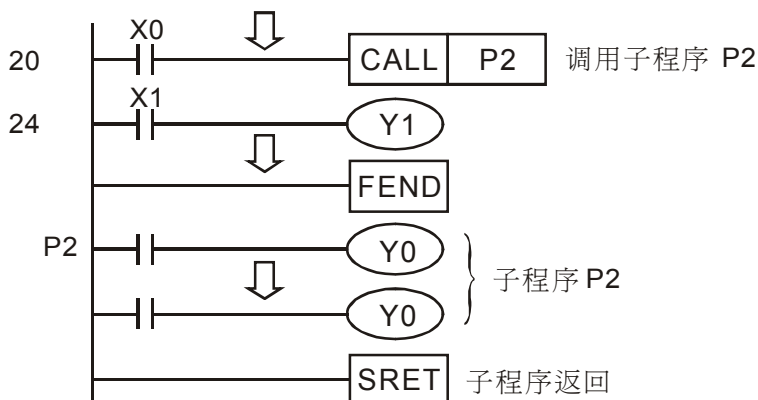 X0
20 CALL P2 调用子程序 P2
X1
24 Y1
FEND
P2 Y0
子程序 P2
Y0
SRET 子程序返回